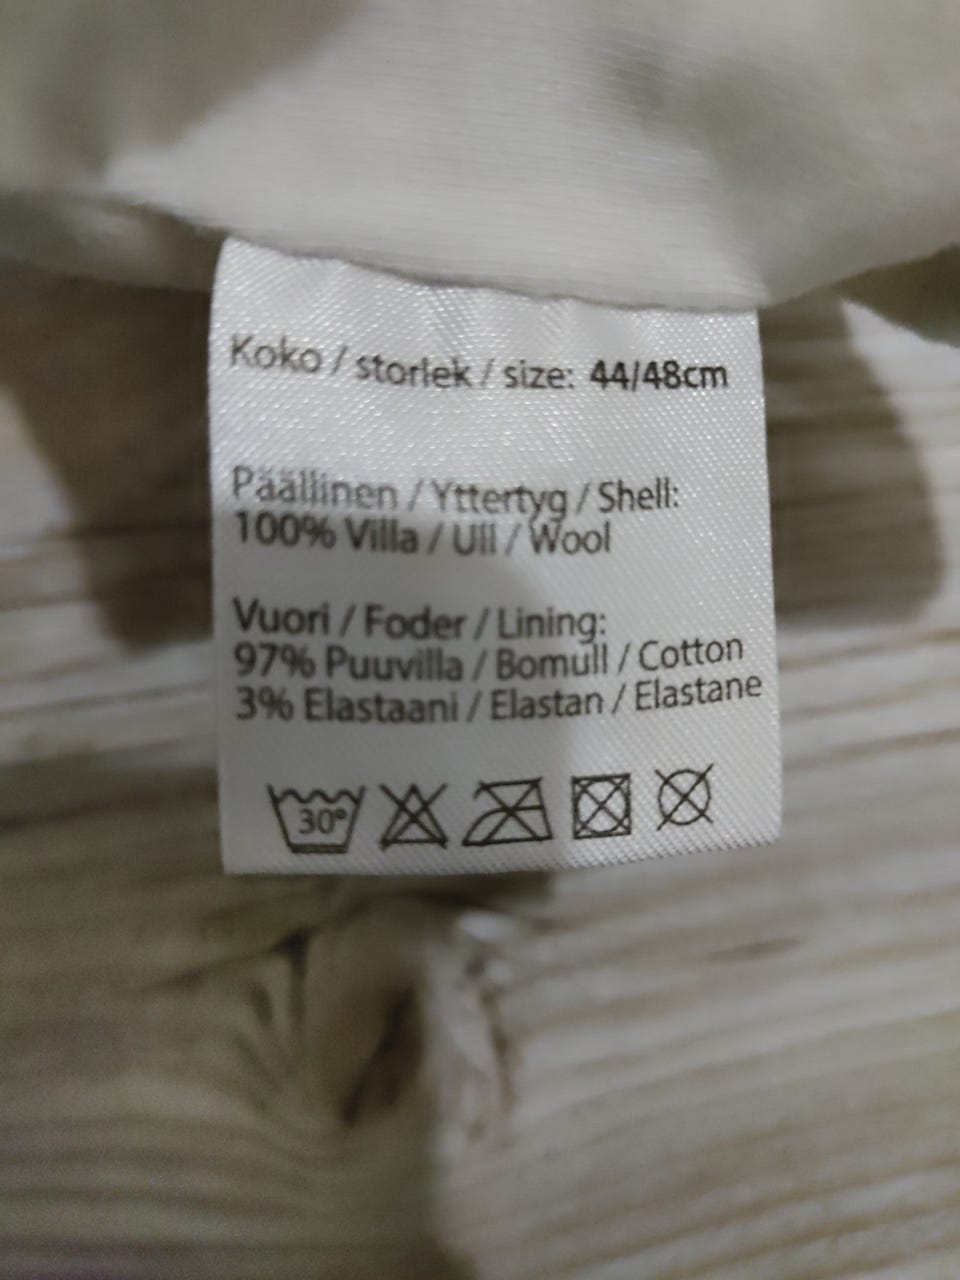 Koko / storlek / size: 44/48cm
Päällinen / Yttertyg / Shell:
100% Villa / Ull / Wool
Vuori / Foder / Lining:
97% Puuvilla / Bomull / Cotton
3% Elastaani / Elastan / Elastane
30°